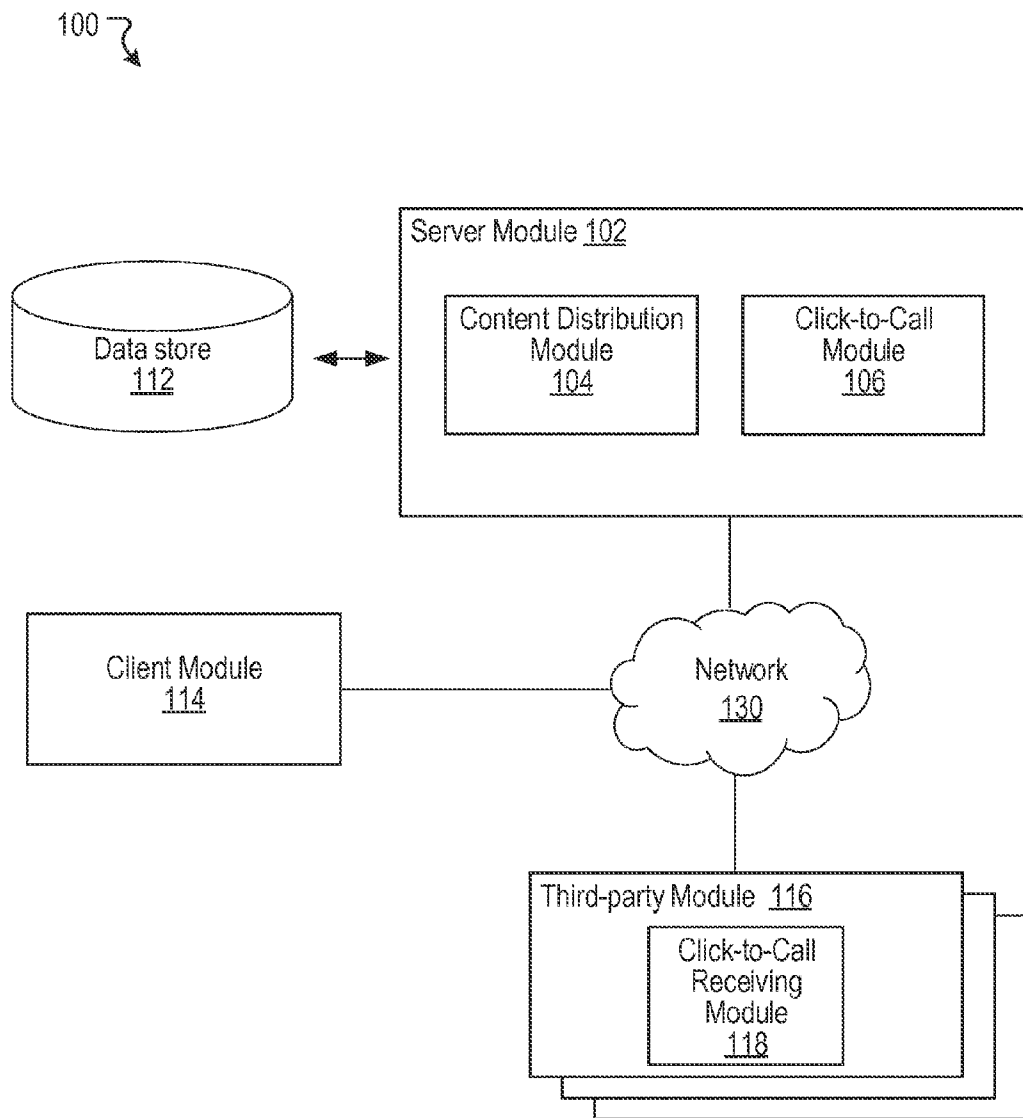 100
Server Module 102
Content Distribution
Module
104
Click-to-Call
Module
106
Data store
112
Client Module
114
Network
130
Third-party Module 116
Click-to-Call
Receiving
Module
118